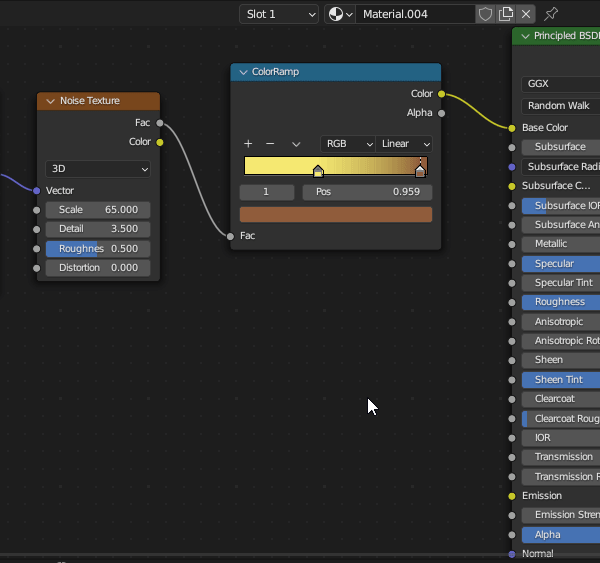 Slot 1
Material.004
Principled BSD
GGX
Random Walk
Base Color
Subsurface
Subsurface Radi
Subsurface C...
Subsurface IOR
Subsurface An
Metallic
Specular
Specular Tint
Roughness
Anisotropic
Anisotropic Rot
Sheen
Sheen Tint
Clearcoat
Clearcoat Roug
IOR
Transmission
Transmission R
Emission
Emission Stren
Alpha
Normal
ColorRamp
Color
Alpha
+ −
RGB
Linear
1
Pos 0.959
Fac
Noise Texture
Fac
Color
3D
Vector
Scale 65.000
Detail 3.500
Roughnes 0.500
Distortion 0.000